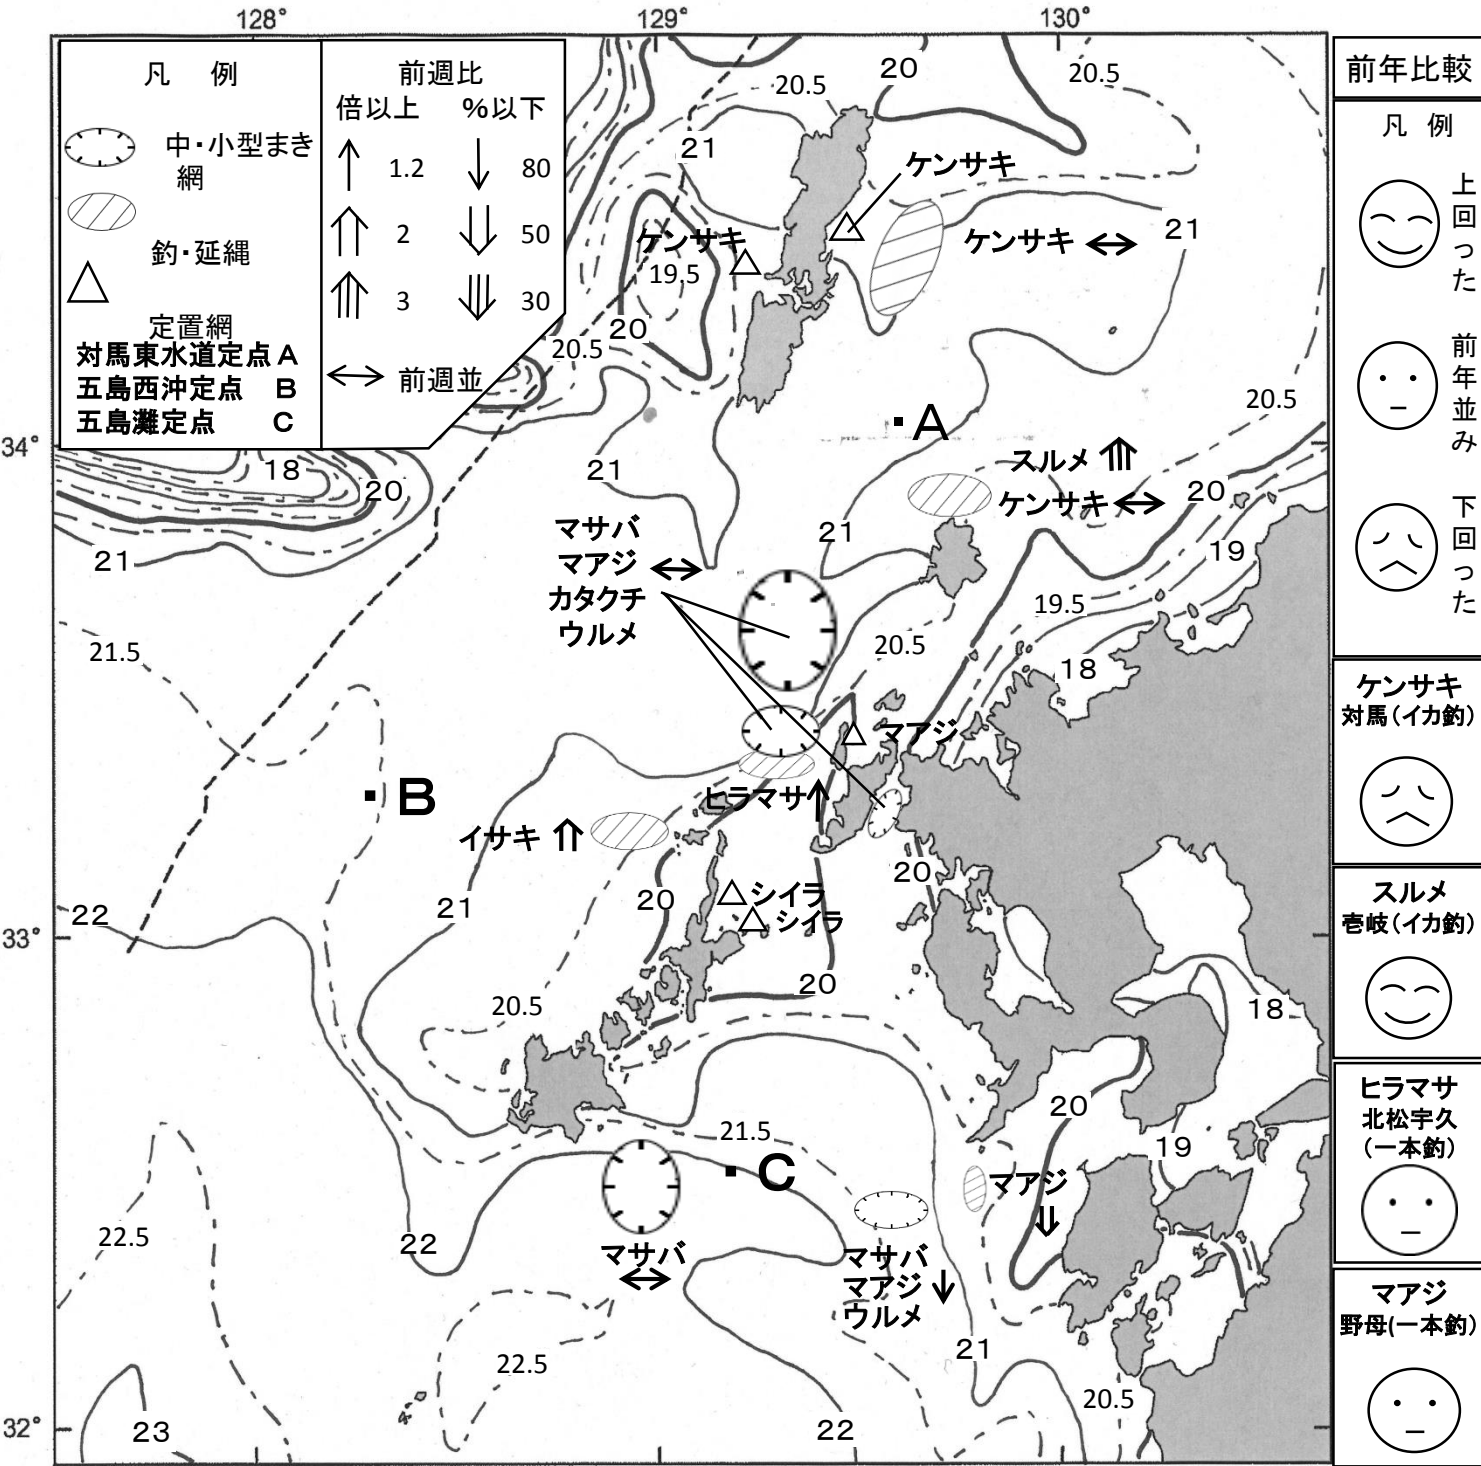 128°
129°
130°
凡 例
中・小型まき
網
釣・延縄
定置網
対馬東水道定点 A
五島西沖定点 B
五島灘定点 C
前週比
倍以上 %以下
1.2 80
2 50
3 30
前週並
前年比較
凡 例
上回った
前年並み
下回った
ケンサキ
対馬(イカ釣)
スルメ
壱岐(イカ釣)
ヒラマサ
北松宇久
(一本釣)
マアジ
野母(一本釣)
20.5
20
20.5
21
ケンサキ
ケンサキ
19.5
ケンサキ
21
20
20.5
20.5
A
34°
18
20
21
スルメ
ケンサキ
20
21
21
19
マサバ
マアジ
カタクチ
ウルメ
19.5
21.5
20.5
18
マアジ
B
ヒラマサ
イサキ
20
22
21
20
シイラ
シイラ
33°
20
20.5
18
20
21.5
19
C
マアジ
22.5
22
マサバ
マサバ
マアジ
ウルメ
21
22.5
20.5
32°
23
22